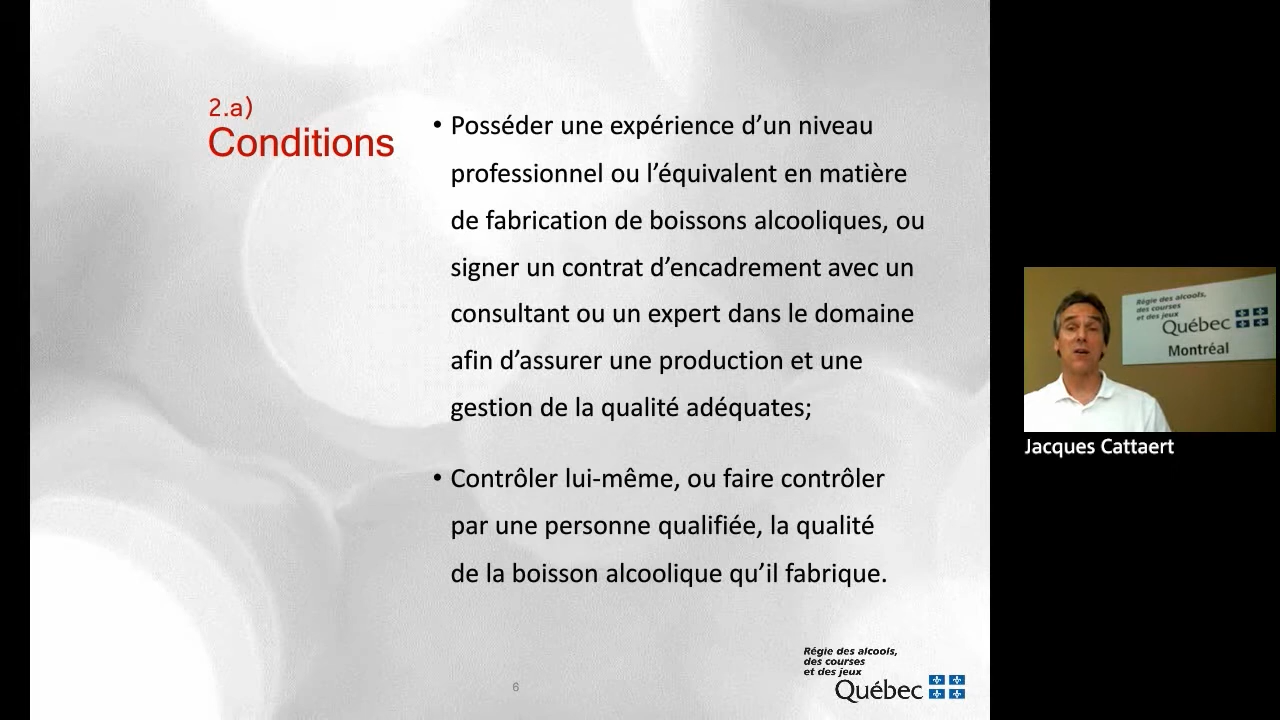 2.a)
Conditions
• Posséder une expérience d’un niveau
professionnel ou l’équivalent en matière
de fabrication de boissons alcooliques, ou
signer un contrat d’encadrement avec un
consultant ou un expert dans le domaine
afin d’assurer une production et une
gestion de la qualité adéquates;
• Contrôler lui-même, ou faire contrôler
par une personne qualifiée, la qualité
de la boisson alcoolique qu’il fabrique.
6
Régie des alcools,
des courses
et des jeux
Québec
Régie des alcools,
des courses
et des jeux
Québec
Montréal
Jacques Cattaert